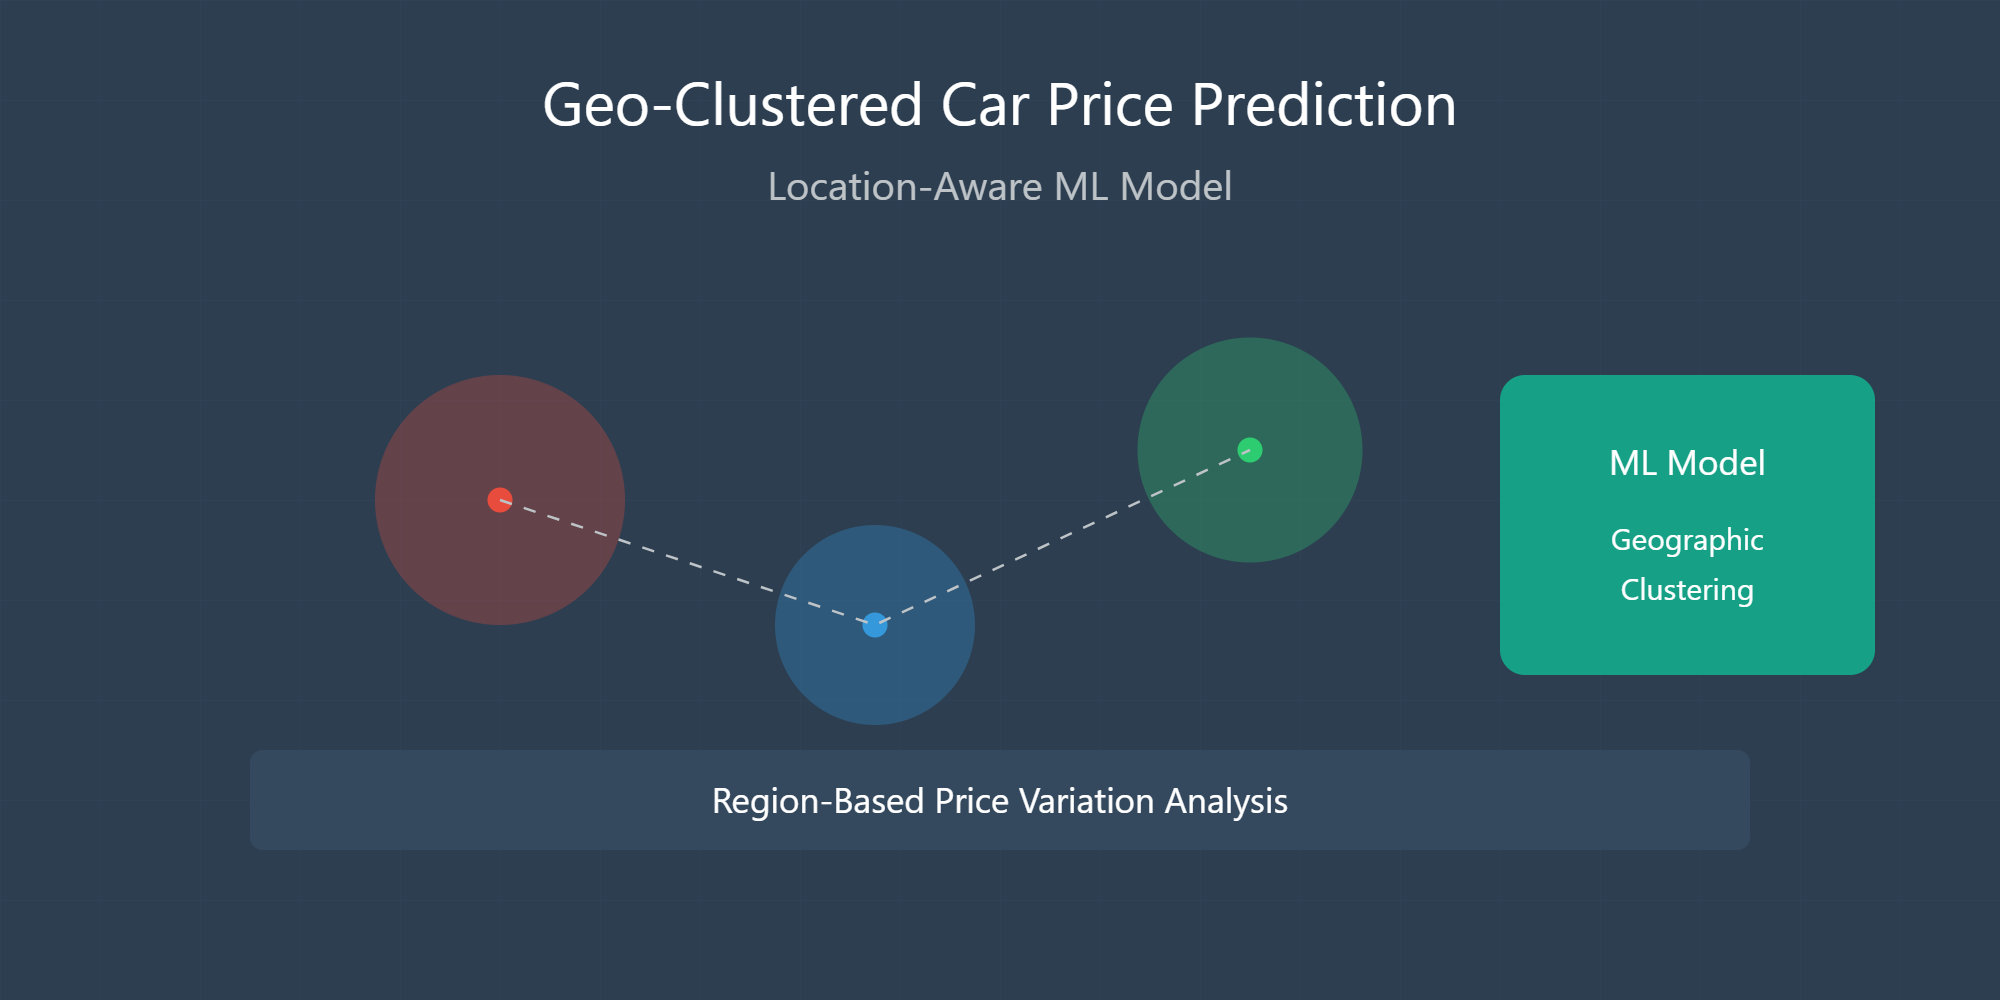 Geo-Clustered Car Price Prediction
Location-Aware ML Model
ML Model
Geographic
Clustering
Region-Based Price Variation Analysis